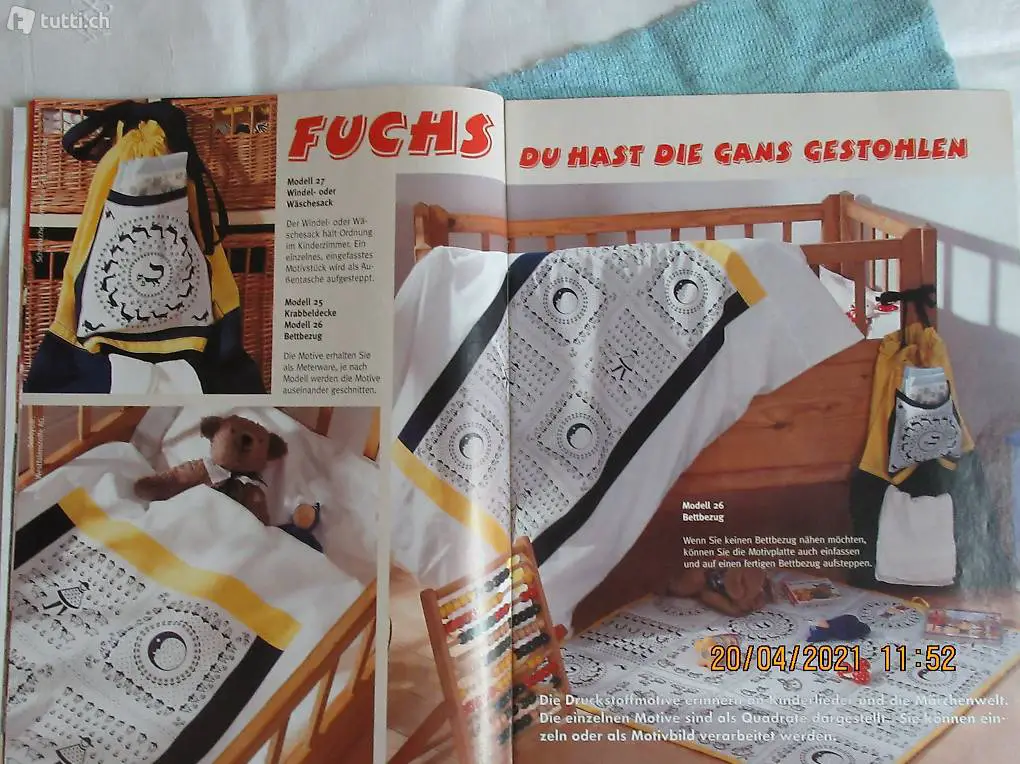 tutti.ch
FUCHS
DU HAST DIE GANS GESTOHLEN
Modell 27
Windel- oder
Wäschesack
Der Windel- oder Wä-
schesack hält Ordnung
im Kinderzimmer. Ein
einzelnes, eingefasstes
Motivstück wird als Au-
ßentasche aufgesteppt.
Modell 25
Krabbeldecke
Modell 26
Bettbezug
Die Motive erhalten Sie
als Meterware, je nach
Modell werden die Motive
auseinander geschnitten.
Modell 26
Bettbezug
Wenn Sie keinen Bettbezug nähen möchten,
können Sie die Motivplatte auch einfassen
und auf einen fertigen Bettbezug aufsteppen.
20/04/2021 11:52
Die Druckstoffmotive erinnern an Kinderlieder und die Märchenwelt.
Die einzelnen Motive sind als Quadrate dargestellt. Sie können ein-
zeln oder als Motivbild verarbeitet werden.